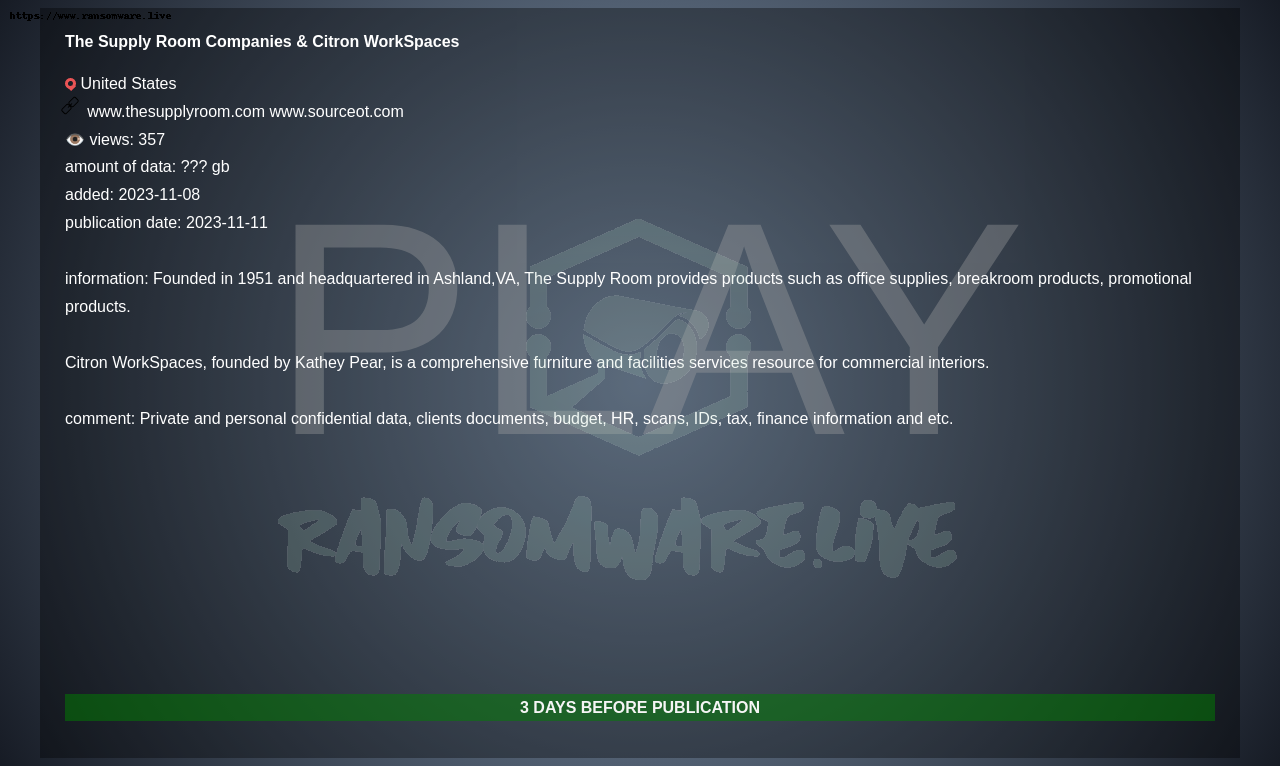 https://www.ransomware.live
The Supply Room Companies & Citron WorkSpaces
United States
www.thesupplyroom.com www.sourceot.com
views: 357
amount of data: ??? gb
added: 2023-11-08
publication date: 2023-11-11
PLAY
information: Founded in 1951 and headquartered in Ashland,VA, The Supply Room provides products such as office supplies, breakroom products, promotional
products.
Citron WorkSpaces, founded by Kathey Pear, is a comprehensive furniture and facilities services resource for commercial interiors.
comment: Private and personal confidential data, clients documents, budget, HR, scans, IDs, tax, finance information and etc.
RANSOMWARE.LIVE
3 DAYS BEFORE PUBLICATION